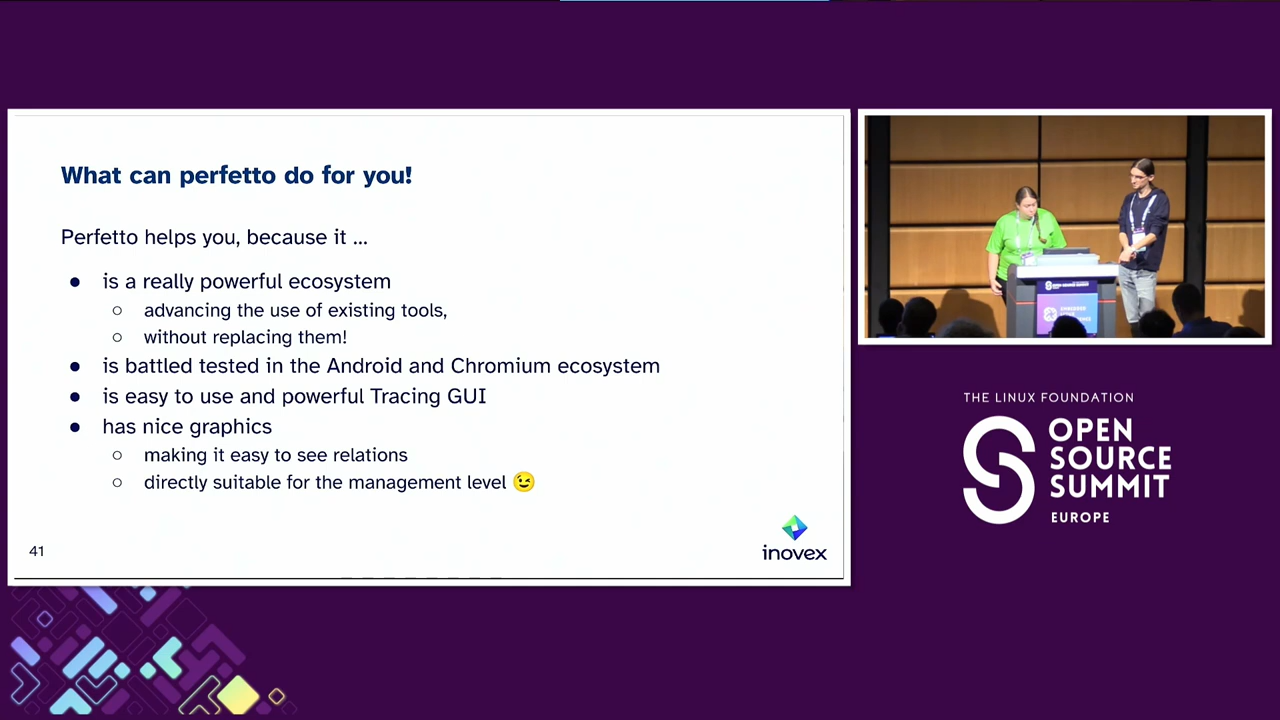 What can perfetto do for you!
Perfetto helps you, because it ...
● is a really powerful ecosystem
○ advancing the use of existing tools,
○ without replacing them!
● is battled tested in the Android and Chromium ecosystem
● is easy to use and powerful Tracing GUI
● has nice graphics
○ making it easy to see relations
○ directly suitable for the management level 😉
41
inovex
THE LINUX FOUNDATION
OPEN
SOURCE
SUMMIT
EUROPE